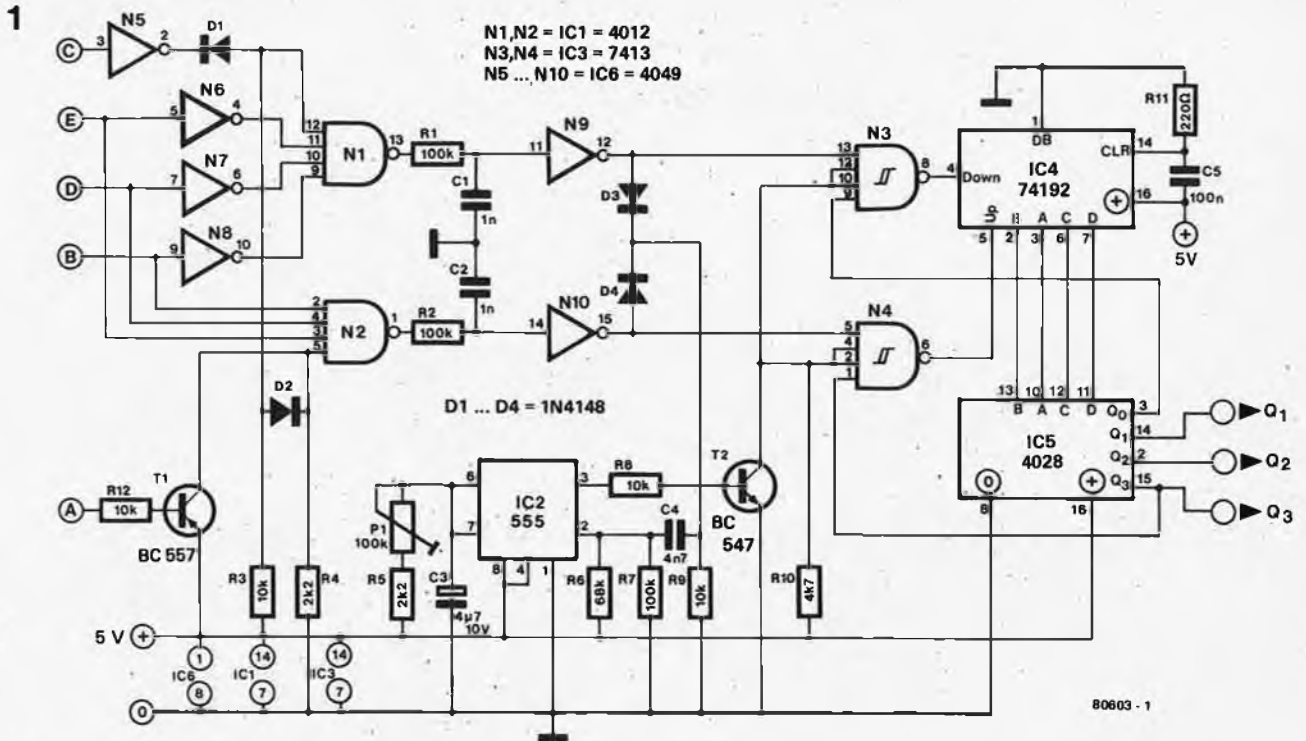 1
N1,N2 = IC1 = 4012
N3,N4 = IC3 = 7413
N5 ... N10 = IC6 = 4049
C 3 N5 2 D1
E 5 N6 4
D 7 N7 6
B 9 N8 10
12 11 10 9 N1 13 R1 100k 11 N9 12
C1 1n
C2 1n
D3
D4
2 4 3 5 N2 1 R2 100k 14 N10 15
N3 13 12 10 9 8
N4 5 4 2 1 6
4 Down 1 DB CLR 14 16 +
IC4
74192
Up B A C D
5 2 3 6 7
R11 220Ω
C5
100n
+
5V
D2
D1 ... D4 = 1N4148
13 10 12 11
B A C D
Q0 3
Q1 14
Q2 2
Q3 15
IC5
4028
0 +
8 16
Q1
Q2
Q3
A R12 10k T1
BC 557
R3 10k
R4 2k2
P1
100k
R5 2k2
C3
4µ7
10V
6 7 3 2 8 4 1
IC2
555
R8 10k
T2
BC
547
C4
4n7
R6 68k
R7 100k
R9 10k
R10 4k7
5 V +
1 14 14
IC6 IC1 IC3
8 7 7
0
80603 - 1